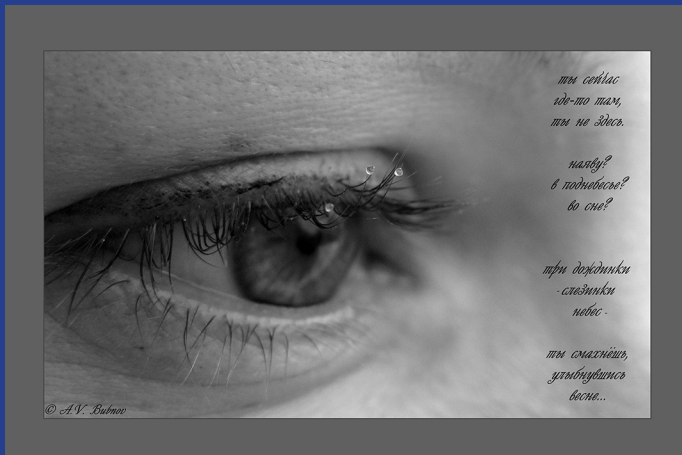 ты сейчас
где-то там,
ты не здесь.
наяву?
в поднебесье?
во сне?
три дождинки
-слезинки
небес -
ты смахнёшь,
улыбнувшись
весне...
© A.V. Bubnov